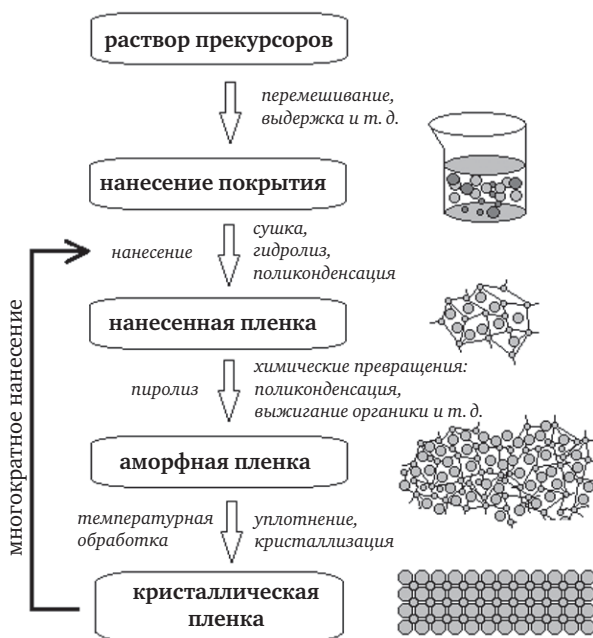 раствор прекурсоров
перемешивание,
выдержка и т. д.
нанесение покрытия
нанесение
сушка,
гидролиз,
поликонденсация
нанесенная пленка
пиролиз
химические превращения:
поликонденсация,
выжигание органики и т. д.
аморфная пленка
температурная
обработка
уплотнение,
кристаллизация
кристаллическая
пленка
многократное нанесение